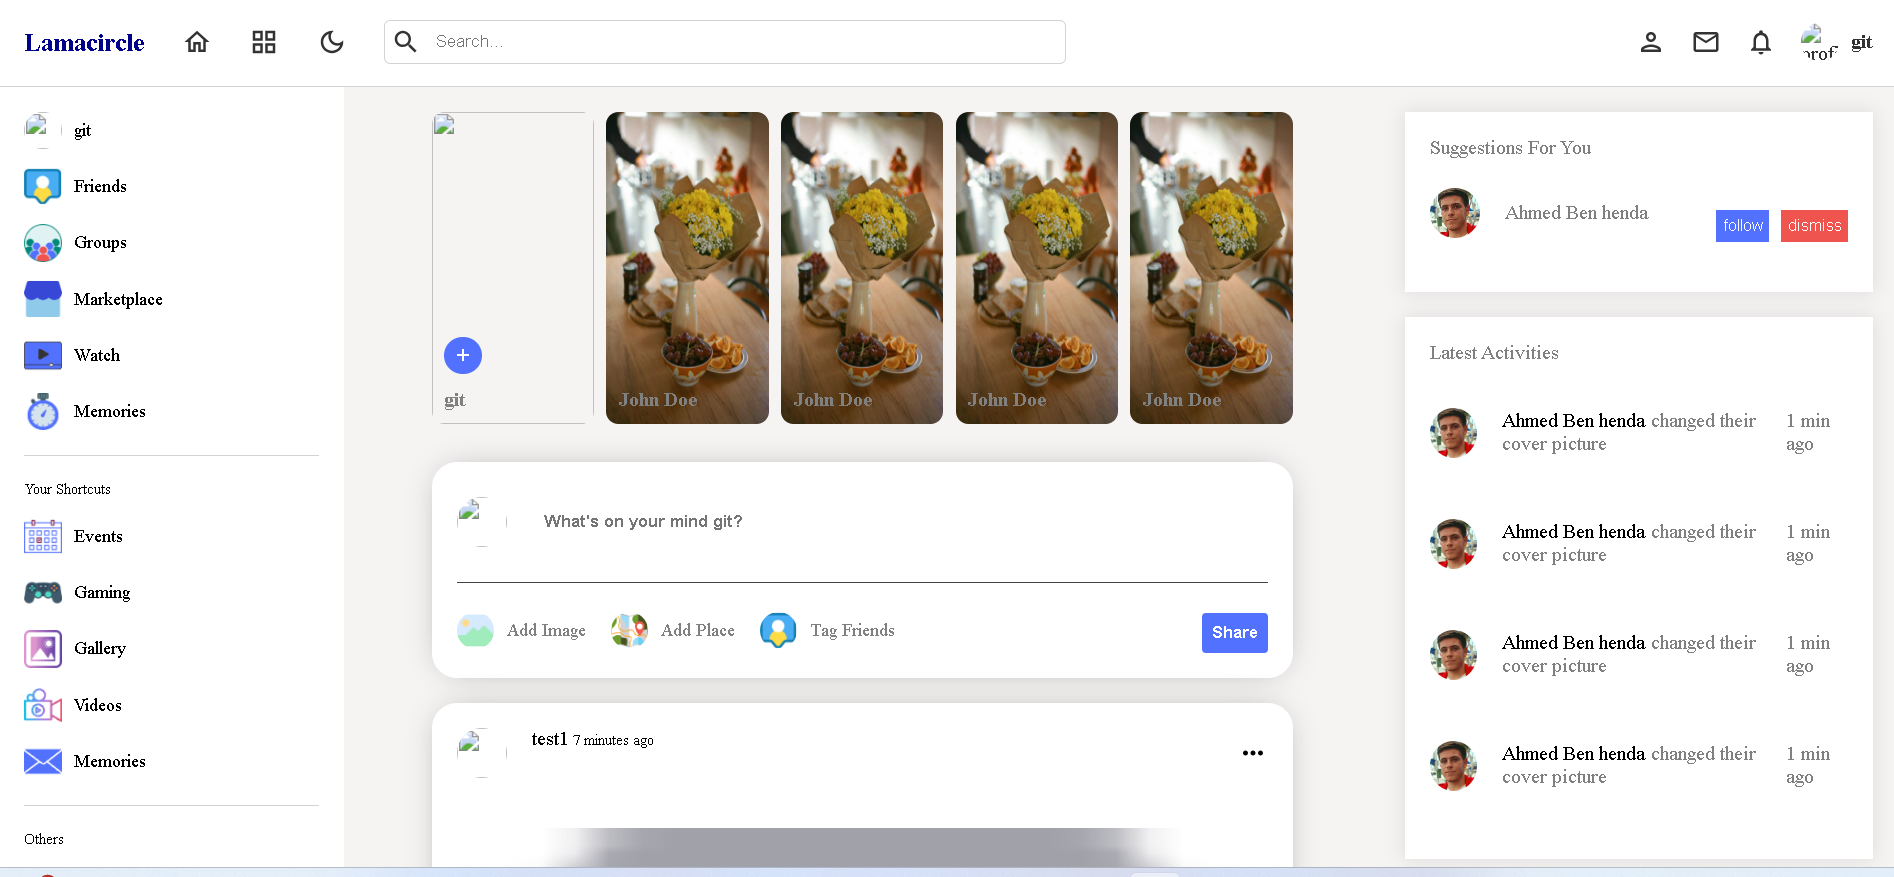 Lamacircle
Search...
prof
git
git
Friends
Groups
Marketplace
Watch
Memories
Your Shortcuts
Events
Gaming
Gallery
Videos
Memories
Others
git
John Doe
John Doe
John Doe
John Doe
What's on your mind git?
Add Image
Add Place
Tag Friends
Share
test1 7 minutes ago
Suggestions For You
Ahmed Ben henda
follow
dismiss
Latest Activities
Ahmed Ben henda changed their
cover picture
1 min
ago
Ahmed Ben henda changed their
cover picture
1 min
ago
Ahmed Ben henda changed their
cover picture
1 min
ago
Ahmed Ben henda changed their
cover picture
1 min
ago